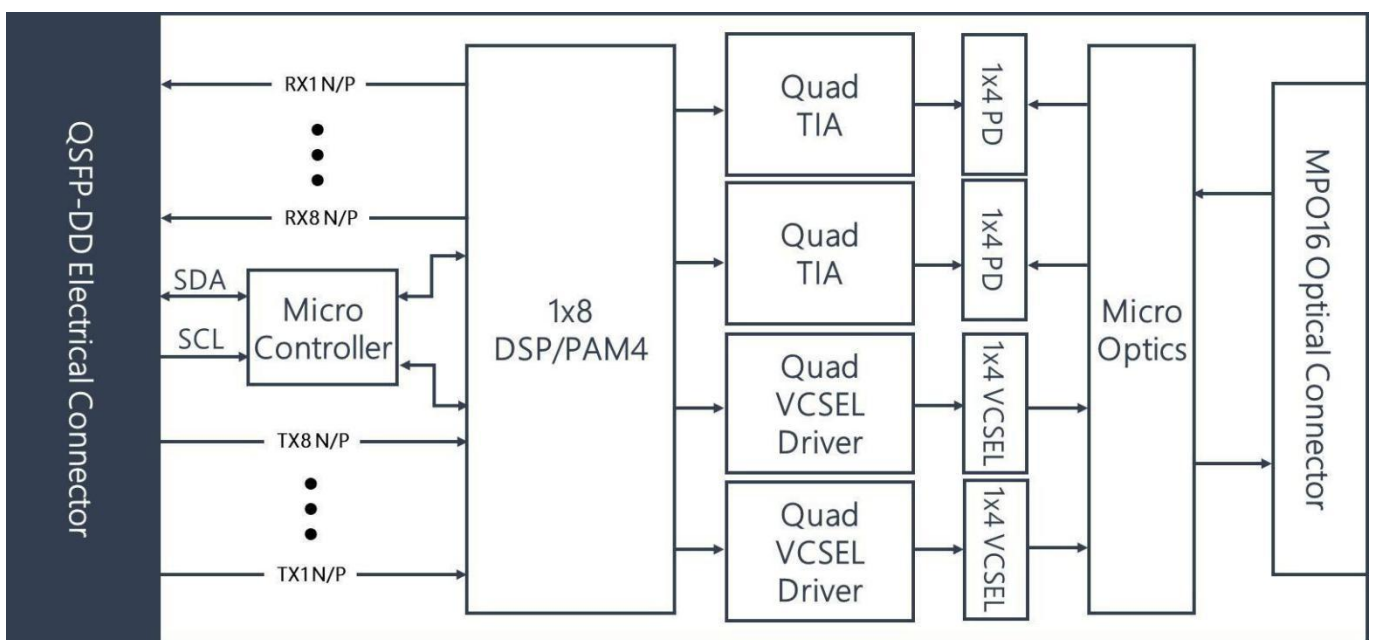 QSFP-DD Electrical Connector
RX1 N/P
RX8 N/P
SDA
SCL
Micro
Controller
TX8 N/P
TX1 N/P
1x8
DSP/PAM4
Quad
TIA
1x4 PD
Quad
TIA
1x4 PD
Quad
VCSEL
Driver
1x4 VCSEL
Quad
VCSEL
Driver
1x4 VCSEL
Micro
Optics
MPO16 Optical Connector